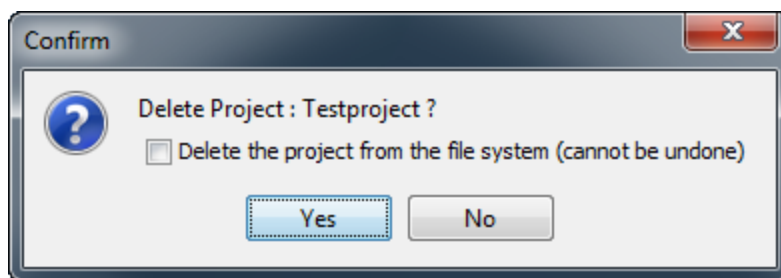 Confirm
Delete Project : Testproject ?
Delete the project from the file system (cannot be undone)
Yes No